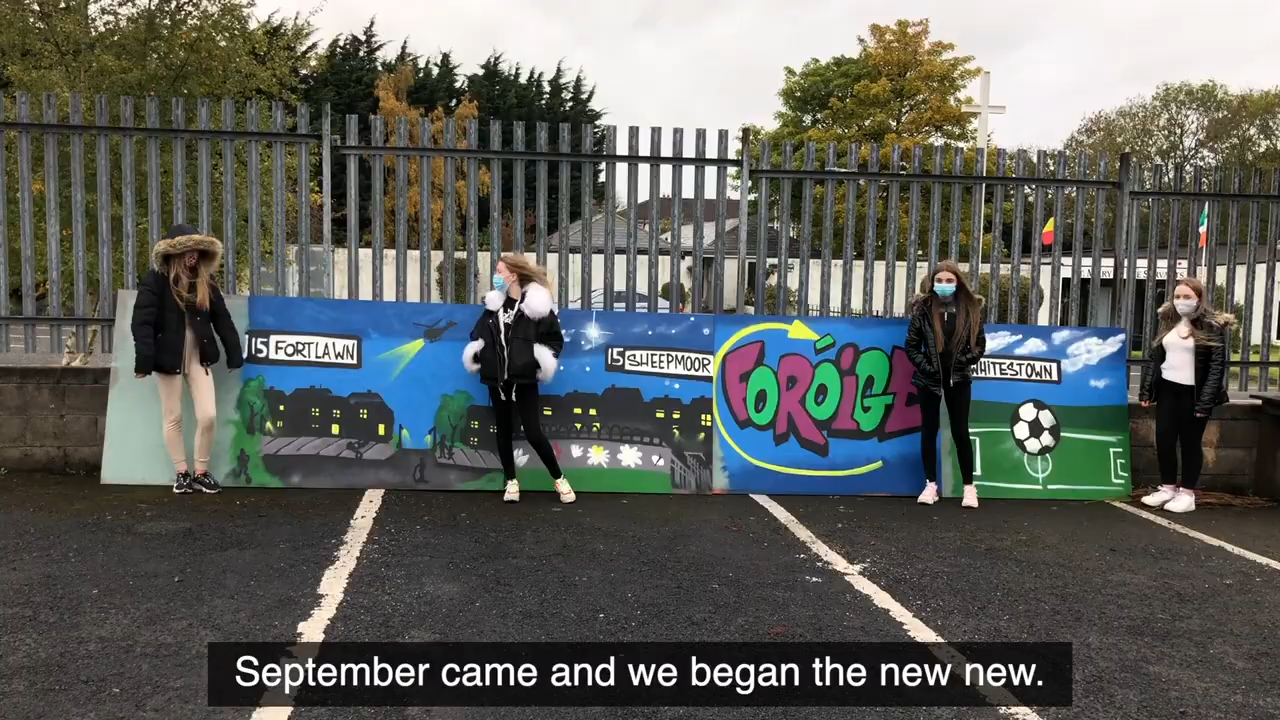 15 FORTLAWN
15 SHEEPMOOR
FORÓIGE
WHITESTOWN
September came and we began the new new.